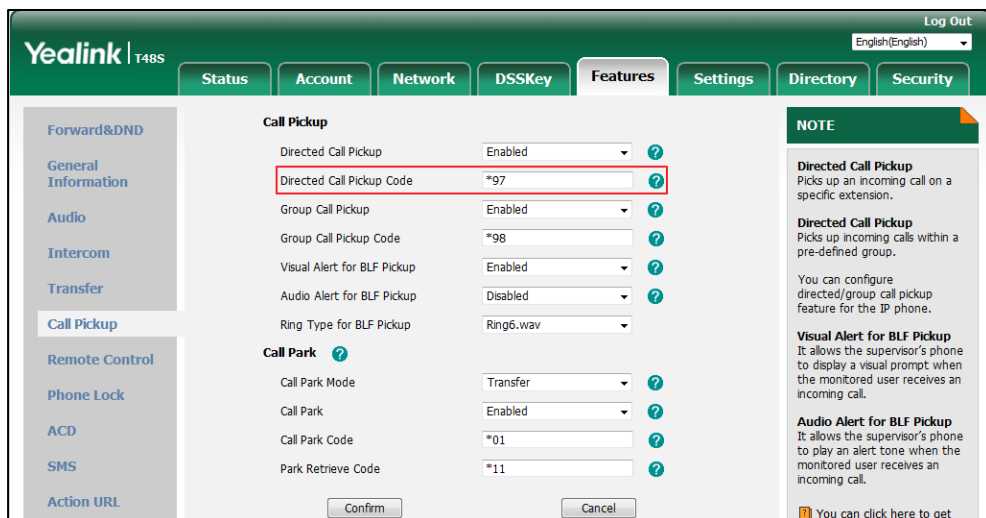 Log Out
Yealink | T48S
English(English)
Status Account Network DSSKey Features Settings Directory Security
Forward&DND
General
Information
Audio
Intercom
Transfer
Call Pickup
Remote Control
Phone Lock
ACD
SMS
Action URL
Call Pickup
Directed Call Pickup Enabled
Directed Call Pickup Code *97
Group Call Pickup Enabled
Group Call Pickup Code *98
Visual Alert for BLF Pickup Enabled
Audio Alert for BLF Pickup Disabled
Ring Type for BLF Pickup Ring6.wav
Call Park
Call Park Mode Transfer
Call Park Enabled
Call Park Code *01
Park Retrieve Code *11
Confirm Cancel
NOTE
Directed Call Pickup
Picks up an incoming call on a
specific extension.
Directed Call Pickup
Picks up incoming calls within a
pre-defined group.
You can configure
directed/group call pickup
feature for the IP phone.
Visual Alert for BLF Pickup
It allows the supervisor's phone
to display a visual prompt when
the monitored user receives an
incoming call.
Audio Alert for BLF Pickup
It allows the supervisor's phone
to play an alert tone when the
monitored user receives an
incoming call.
You can click here to get